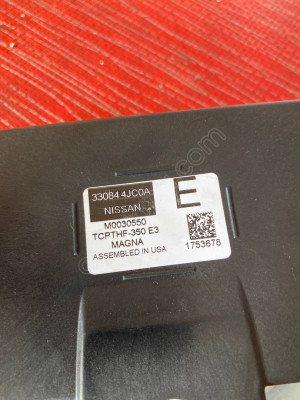 33084 4JC0A
E
NISSAN
M0030550
TCPTHF-350 E3
MAGNA
ASSEMBLED IN USA
1753678